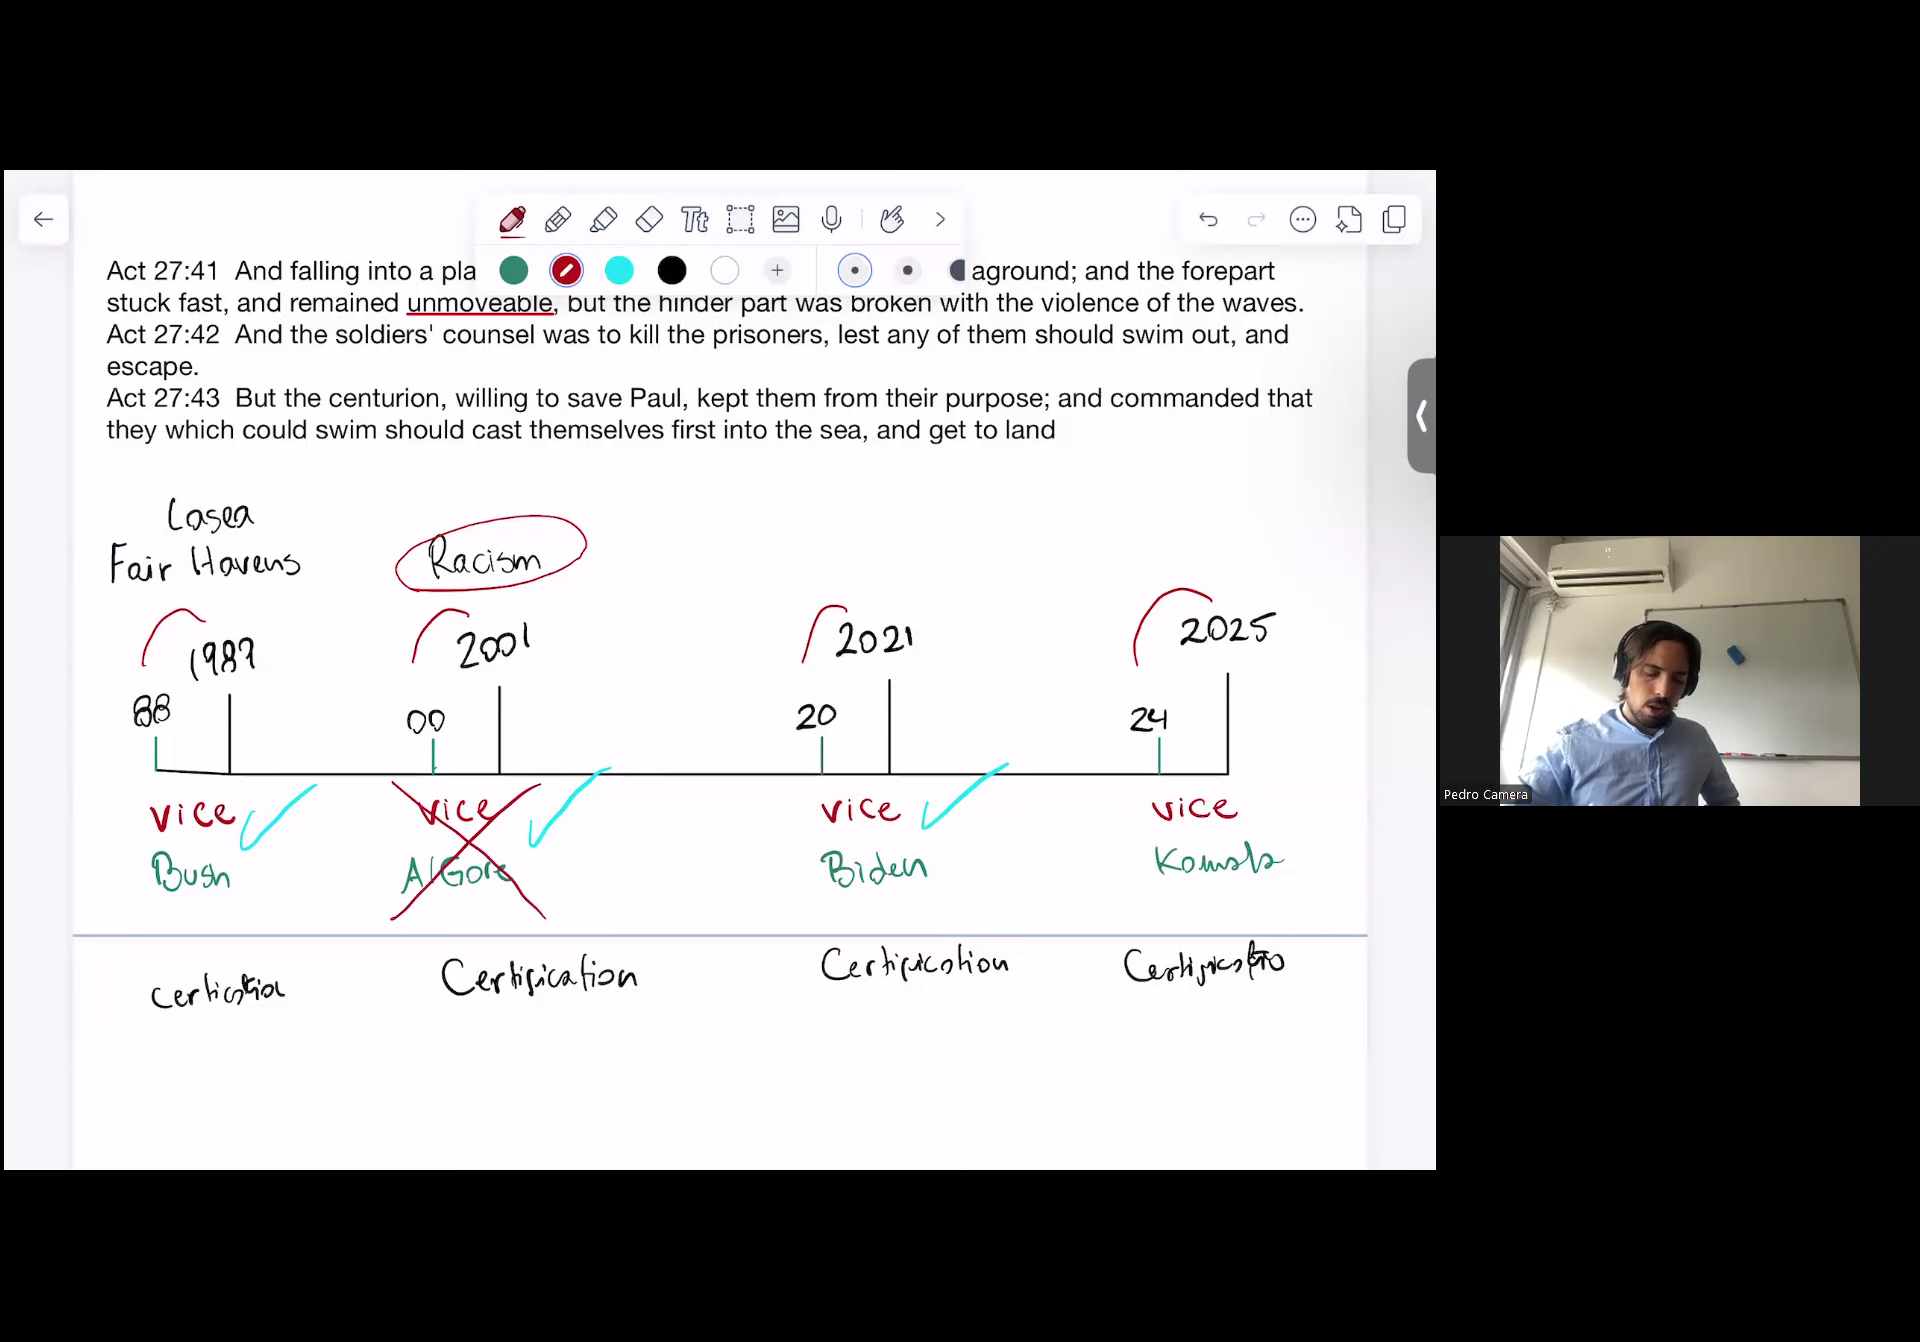 Act 27:41 And falling into a pla aground; and the forepart
stuck fast, and remained unmoveable, but the hinder part was broken with the violence of the waves.
Act 27:42 And the soldiers' counsel was to kill the prisoners, lest any of them should swim out, and
escape.
Act 27:43 But the centurion, willing to save Paul, kept them from their purpose; and commanded that
they which could swim should cast themselves first into the sea, and get to land
Lasea
Fair Havens Racism
1989 2001 2021 2025
88 00 20 24
vice vice vice vice
Bush Al Gore Biden Kamala
Certification Certification Certification
Tt
Pedro Camera